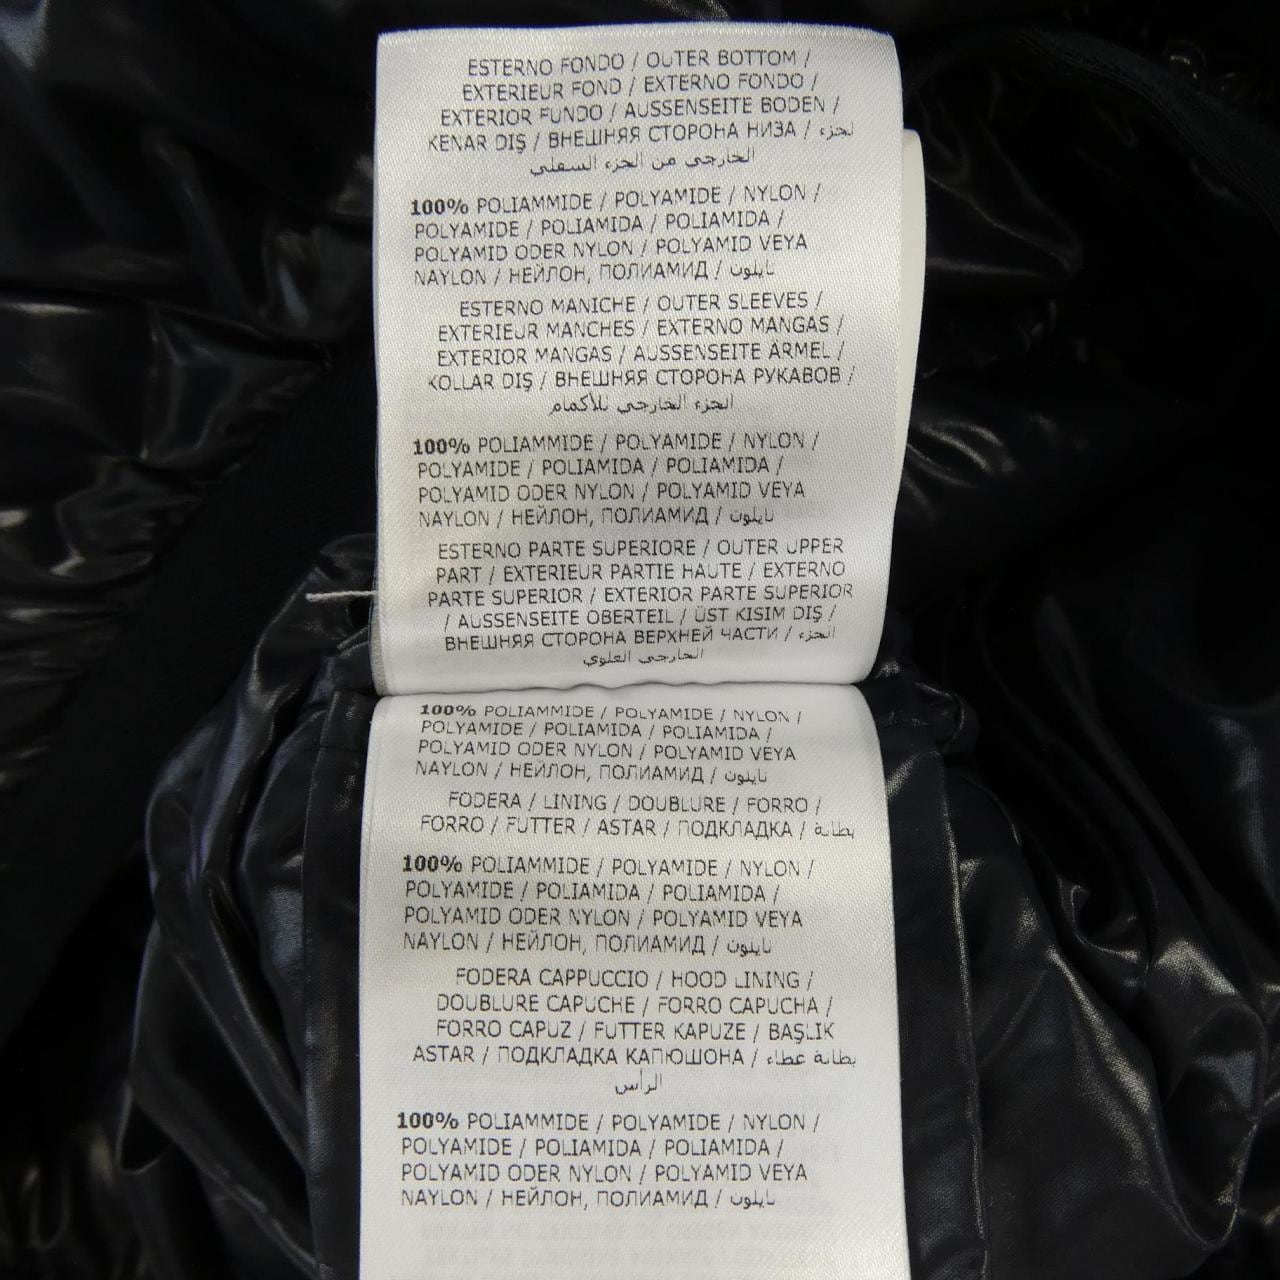 ESTERNO FONDO / OUTER BOTTOM /
EXTERIEUR FOND / EXTERNO FONDO /
EXTERIOR FUNDO / AUSSENSEITE BODEN /
KENAR DIŞ / ВНЕШНЯЯ СТОРОНА НИЗА / لجزء
الخارجي من الجزء السفلي
100% POLIAMMIDE / POLYAMIDE / NYLON /
POLYAMIDE / POLIAMIDA / POLIAMIDA /
POLYAMID ODER NYLON / POLYAMID VEYA
NAYLON / НЕЙЛОН, ПОЛИАМИД / نايلون
ESTERNO MANICHE / OUTER SLEEVES /
EXTERIEUR MANCHES / EXTERNO MANGAS /
EXTERIOR MANGAS / AUSSENSEITE ÄRMEL /
KOLLAR DIŞ / ВНЕШНЯЯ СТОРОНА РУКАВОВ /
الجزء الخارجي للأكمام
100% POLIAMMIDE / POLYAMIDE / NYLON /
POLYAMIDE / POLIAMIDA / POLIAMIDA /
POLYAMID ODER NYLON / POLYAMID VEYA
NAYLON / НЕЙЛОН, ПОЛИАМИД / نايلون
ESTERNO PARTE SUPERIORE / OUTER UPPER
PART / EXTERIEUR PARTIE HAUTE / EXTERNO
PARTE SUPERIOR / EXTERIOR PARTE SUPERIOR
/ AUSSENSEITE OBERTEIL / ÜST KISIM DIŞ /
ВНЕШНЯЯ СТОРОНА ВЕРХНЕЙ ЧАСТИ / الجزء
الخارجي العلوي
100% POLIAMMIDE / POLYAMIDE / NYLON /
POLYAMIDE / POLIAMIDA / POLIAMIDA /
POLYAMID ODER NYLON / POLYAMID VEYA
NAYLON / НЕЙЛОН, ПОЛИАМИД / نايلون
FODERA / LINING / DOUBLURE / FORRO /
FORRO / FUTTER / ASTAR / ПОДКЛАДКА / بطانة
100% POLIAMMIDE / POLYAMIDE / NYLON /
POLYAMIDE / POLIAMIDA / POLIAMIDA /
POLYAMID ODER NYLON / POLYAMID VEYA
NAYLON / НЕЙЛОН, ПОЛИАМИД / نايلون
FODERA CAPPUCCIO / HOOD LINING /
DOUBLURE CAPUCHE / FORRO CAPUCHA /
FORRO CAPUZ / FUTTER KAPUZE / BAŞLIK
ASTAR / ПОДКЛАДКА КАПЮШОНА / بطانة غطاء
الرأس
100% POLIAMMIDE / POLYAMIDE / NYLON /
POLYAMIDE / POLIAMIDA / POLIAMIDA /
POLYAMID ODER NYLON / POLYAMID VEYA
NAYLON / НЕЙЛОН, ПОЛИАМИД / نايلون